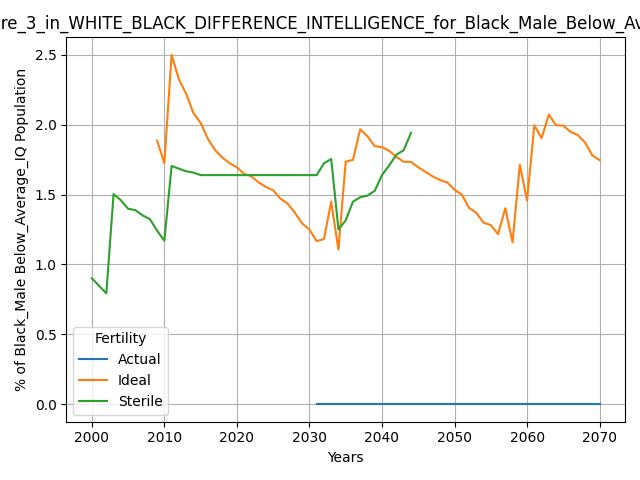 re_3_in_WHITE_BLACK_DIFFERENCE_INTELLIGENCE_for_Black_Male_Below_Av
% of Black_Male Below_Average_IQ Population
2.5
2.0
1.5
1.0
0.5
0.0
Fertility
Actual
Ideal
Sterile
2000 2010 2020 2030 2040 2050 2060 2070
Years